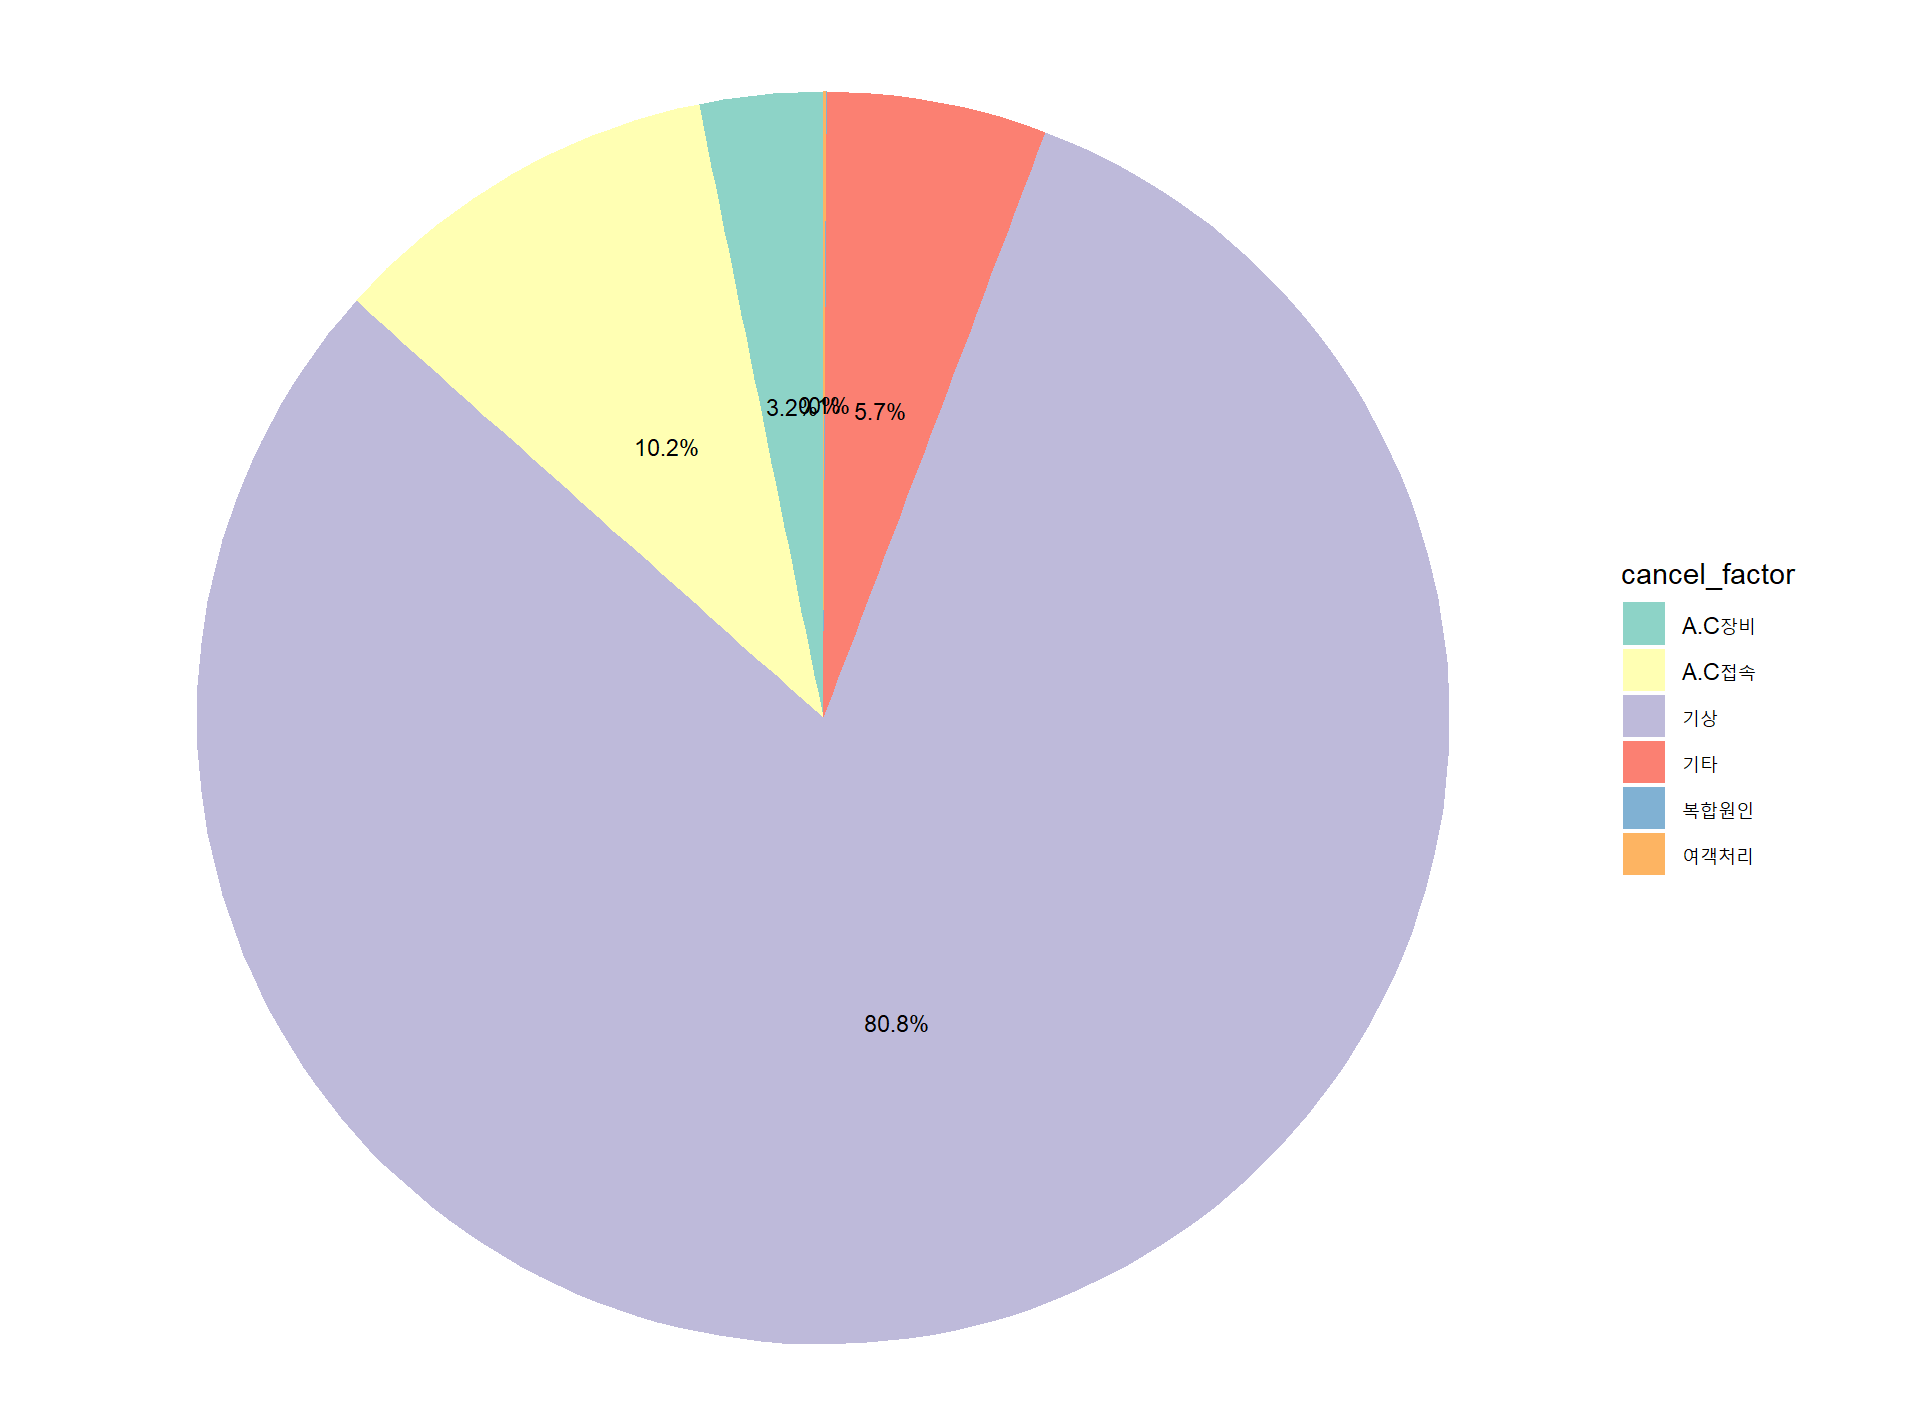 3.2%
5.7%
10.2%
80.8%
cancel_factor
A.C장비
A.C접속
기상
기타
복합원인
여객처리